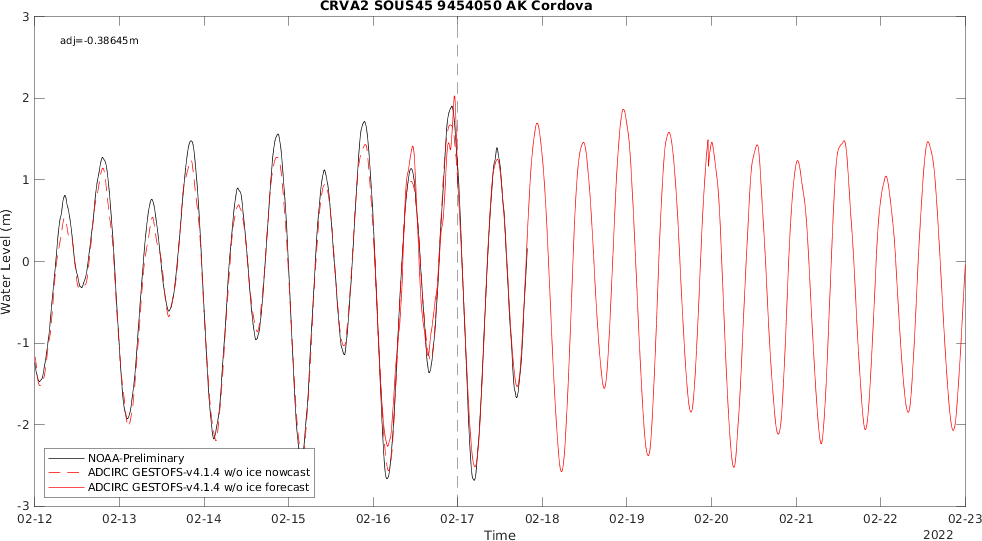 CRVA2 SOUS45 9454050 AK Cordova
adj=-0.38645m
Water Level (m)
3
2
1
0
-1
-2
-3
NOAA-Preliminary
ADCIRC GESTOFS-v4.1.4 w/o ice nowcast
ADCIRC GESTOFS-v4.1.4 w/o ice forecast
02-12 02-13 02-14 02-15 02-16 02-17 02-18 02-19 02-20 02-21 02-22 02-23
Time
2022